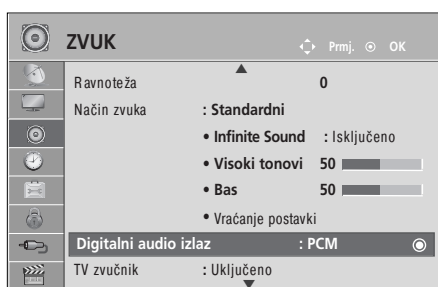 ZVUK Prmj. OK
Ravnoteža 0
Način zvuka : Standardni
• Infinite Sound : Isključeno
• Visoki tonovi 50
• Bas 50
• Vraćanje postavki
Digitalni audio izlaz : PCM
TV zvučnik : Uključeno